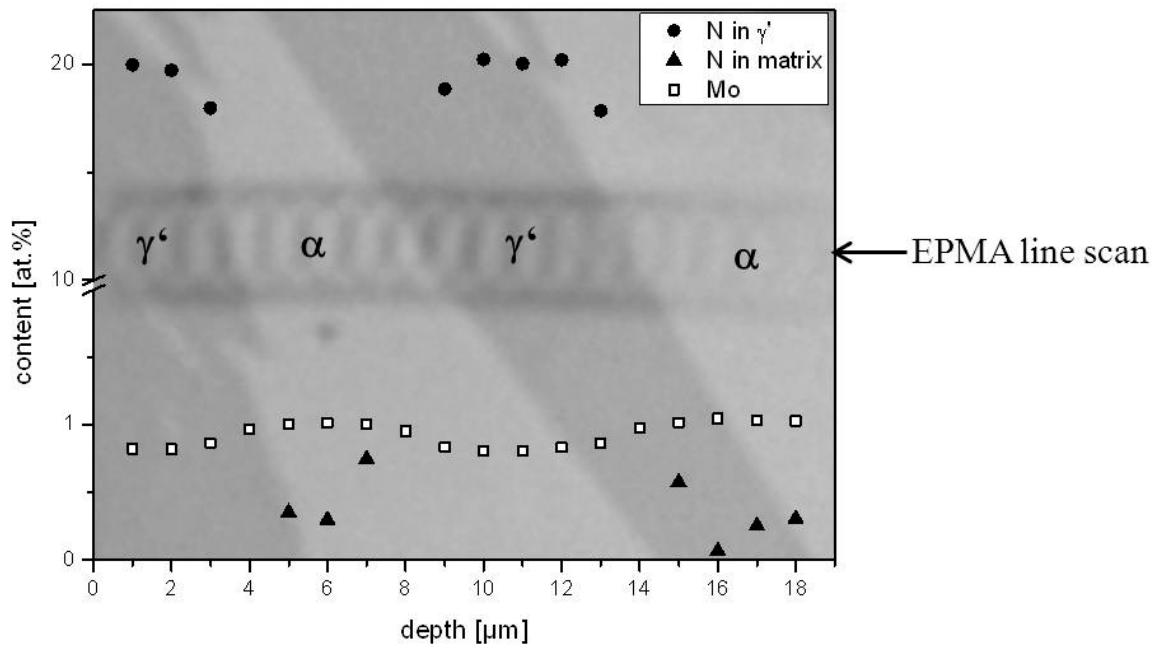 N in γ'
N in matrix
Mo
20
10
1
0
content [at.%]
γ‘
α
γ‘
α
EPMA line scan
0
2
4
6
8
10
12
14
16
18
depth [µm]